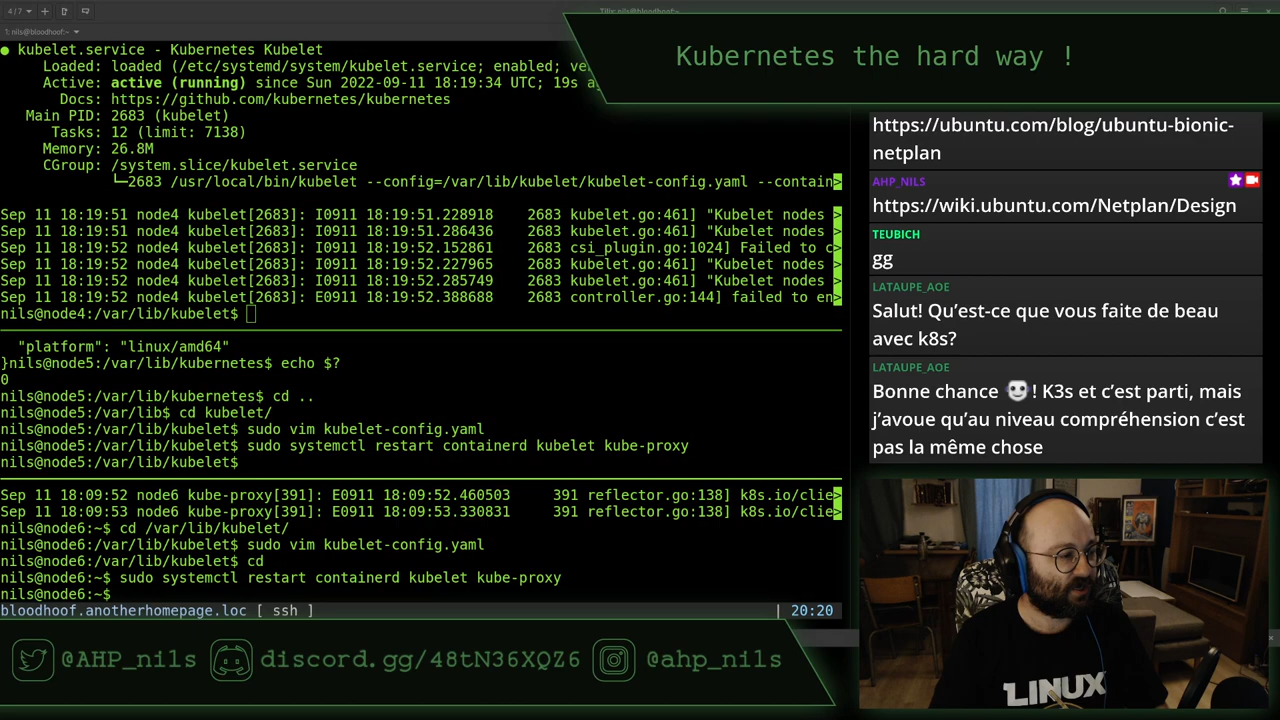 4/7
Tilix: nils@bloodhoof:~
1: nils@bloodhoof:~
● kubelet.service - Kubernetes Kubelet
Loaded: loaded (/etc/systemd/system/kubelet.service; enabled; ve
Active: active (running) since Sun 2022-09-11 18:19:34 UTC; 19s a
Docs: https://github.com/kubernetes/kubernetes
Main PID: 2683 (kubelet)
Tasks: 12 (limit: 7138)
Memory: 26.8M
CGroup: /system.slice/kubelet.service
└─2683 /usr/local/bin/kubelet --config=/var/lib/kubelet/kubelet-config.yaml --contain>
Sep 11 18:19:51 node4 kubelet[2683]: I0911 18:19:51.228918 2683 kubelet.go:461] "Kubelet nodes >
Sep 11 18:19:51 node4 kubelet[2683]: I0911 18:19:51.286436 2683 kubelet.go:461] "Kubelet nodes >
Sep 11 18:19:52 node4 kubelet[2683]: I0911 18:19:52.152861 2683 csi_plugin.go:1024] Failed to c>
Sep 11 18:19:52 node4 kubelet[2683]: I0911 18:19:52.227965 2683 kubelet.go:461] "Kubelet nodes >
Sep 11 18:19:52 node4 kubelet[2683]: I0911 18:19:52.285749 2683 kubelet.go:461] "Kubelet nodes >
Sep 11 18:19:52 node4 kubelet[2683]: E0911 18:19:52.388688 2683 controller.go:144] failed to en>
nils@node4:/var/lib/kubelet$
"platform": "linux/amd64"
}nils@node5:/var/lib/kubernetes$ echo $?
0
nils@node5:/var/lib/kubernetes$ cd ..
nils@node5:/var/lib$ cd kubelet/
nils@node5:/var/lib/kubelet$ sudo vim kubelet-config.yaml
nils@node5:/var/lib/kubelet$ sudo systemctl restart containerd kubelet kube-proxy
nils@node5:/var/lib/kubelet$
Sep 11 18:09:52 node6 kube-proxy[391]: E0911 18:09:52.460503 391 reflector.go:138] k8s.io/clie>
Sep 11 18:09:53 node6 kube-proxy[391]: E0911 18:09:53.330831 391 reflector.go:138] k8s.io/clie>
nils@node6:~$ cd /var/lib/kubelet/
nils@node6:/var/lib/kubelet$ sudo vim kubelet-config.yaml
nils@node6:/var/lib/kubelet$ cd
nils@node6:~$ sudo systemctl restart containerd kubelet kube-proxy
nils@node6:~$
bloodhoof.anotherhomepage.loc [ ssh ] | 20:20
Kubernetes the hard way !
https://ubuntu.com/blog/ubuntu-bionic-
netplan
AHP_NILS
https://wiki.ubuntu.com/Netplan/Design
TEUBICH
gg
LATAUPE_AOE
Salut! Qu’est-ce que vous faite de beau
avec k8s?
LATAUPE_AOE
Bonne chance ! K3s et c’est parti, mais
j’avoue qu’au niveau compréhension c’est
pas la même chose
LINUX
@AHP_nils discord.gg/48tN36XQZ6 @ahp_nils